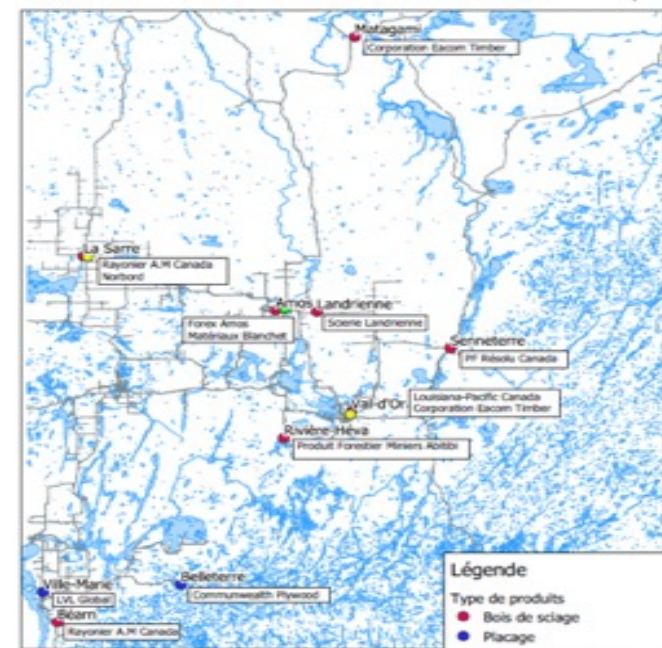 Matagami
Corporation Eacom Timber
La Sarre
Rayonier A.M Canada
Norbord
Amos
Landrienne
Forex Amos
Matériaux Blanchet
Scierie Landrienne
Senneterre
PF Résolu Canada
Louisiana-Pacific Canada
Corporation Eacom Timber
Val-d'Or
Rivière-Héva
Produit Forestier Miniers Abitibi
Ville-Marie
LVL Global
Belleterre
Commonwealth Plywood
Béarn
Rayonier A.M Canada
Légende
Type de produits
Bois de sciage
Placage